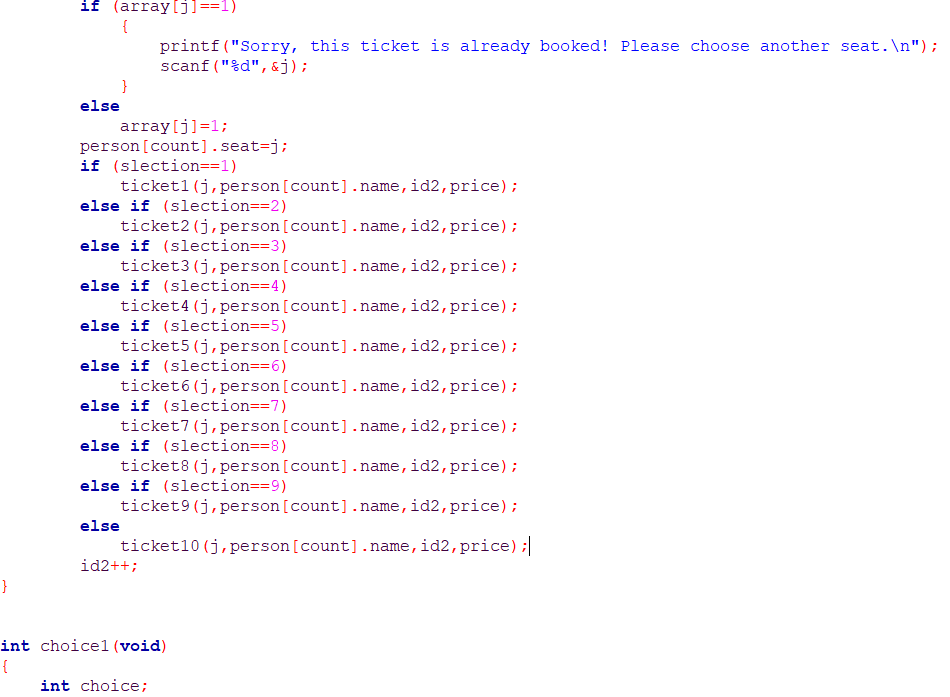 if (array[j]==1)
{
printf("Sorry, this ticket is already booked! Please choose another seat.\n");
scanf("%d",&j);
}
else
array[j]=1;
person[count].seat=j;
if (slection==1)
ticket1(j,person[count].name,id2,price);
else if (slection==2)
ticket2(j,person[count].name,id2,price);
else if (slection==3)
ticket3(j,person[count].name,id2,price);
else if (slection==4)
ticket4(j,person[count].name,id2,price);
else if (slection==5)
ticket5(j,person[count].name,id2,price);
else if (slection==6)
ticket6(j,person[count].name,id2,price);
else if (slection==7)
ticket7(j,person[count].name,id2,price);
else if (slection==8)
ticket8(j,person[count].name,id2,price);
else if (slection==9)
ticket9(j,person[count].name,id2,price);
else
ticket10(j,person[count].name,id2,price);
id2++;
}
int choice1(void)
{
int choice;